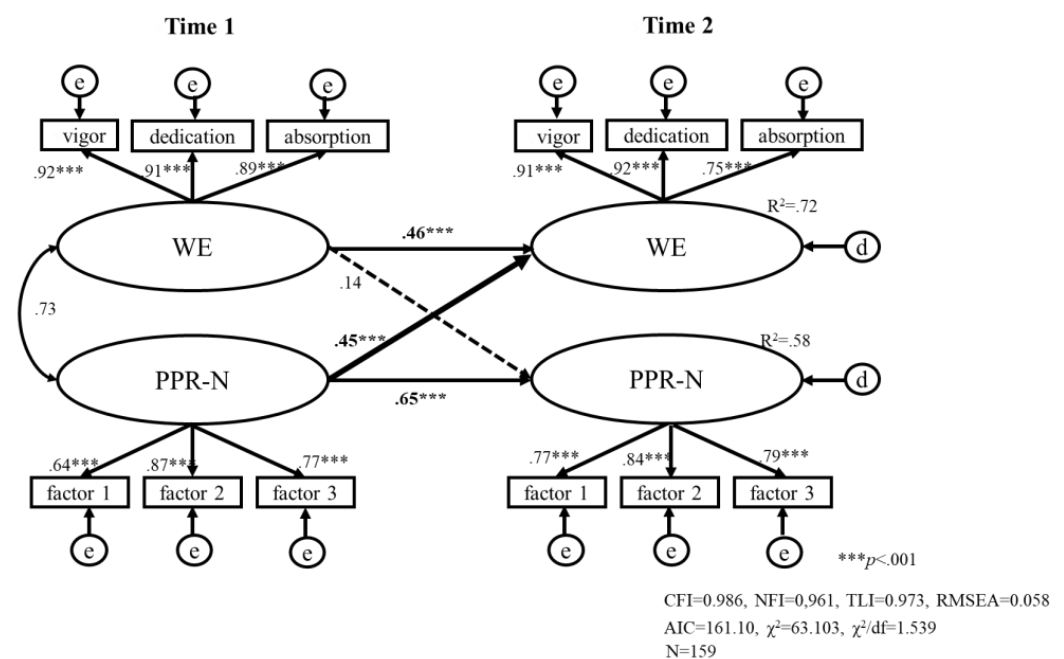 Time 1 Time 2
e e e e e e
vigor dedication absorption vigor dedication absorption
.92*** .91*** .89*** .91*** .92*** .75***
R²=.72
WE .46*** WE d
.14
.73
.45*** R²=.58
PPR-N PPR-N d
.65***
.64*** .87*** .77*** .77*** .84*** .79***
factor 1 factor 2 factor 3 factor 1 factor 2 factor 3
e e e e e e
***p<.001
CFI=0.986, NFI=0,961, TLI=0.973, RMSEA=0.058
AIC=161.10, χ²=63.103, χ²/df=1.539
N=159